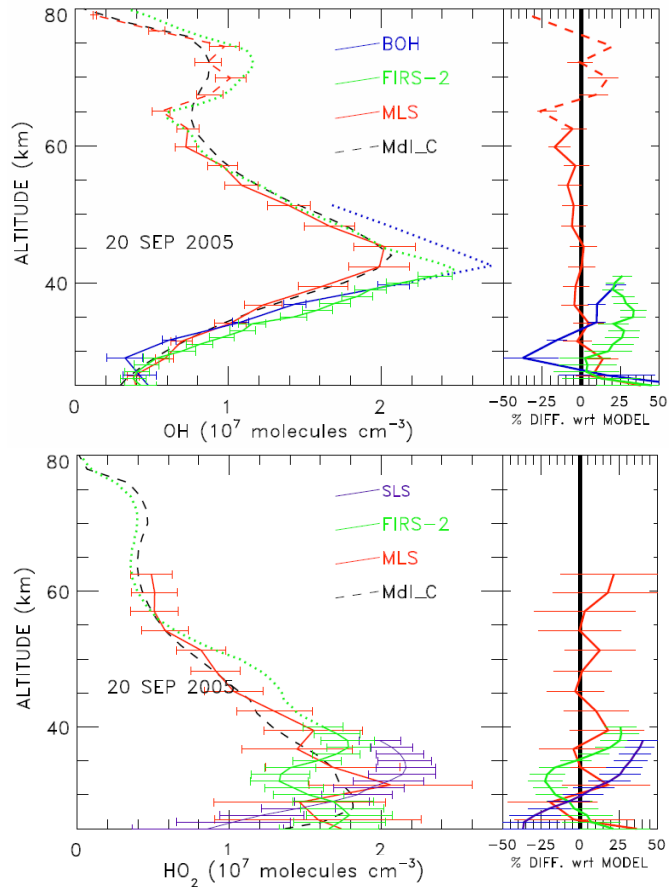 80
BOH
FIRS-2
MLS
Mdl_C
60
ALTITUDE (km)
20 SEP 2005
40
0 1 2
OH (10⁷ molecules cm⁻³)
-50 -25 0 25 50
% DIFF. wrt MODEL
80
SLS
FIRS-2
MLS
Mdl_C
60
ALTITUDE (km)
20 SEP 2005
40
0 1 2
HO₂ (10⁷ molecules cm⁻³)
-50 -25 0 25 50
% DIFF. wrt MODEL